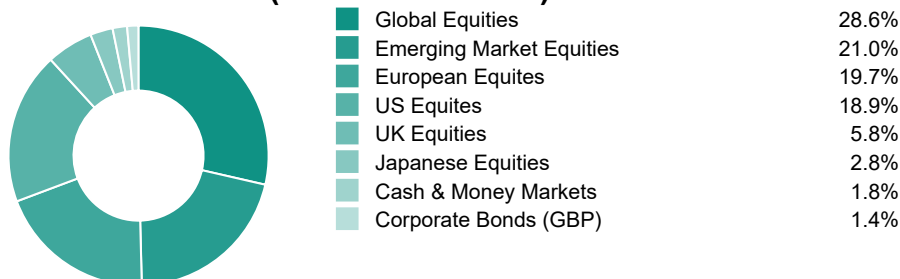 Global Equities 28.6%
Emerging Market Equities 21.0%
European Equites 19.7%
US Equites 18.9%
UK Equities 5.8%
Japanese Equities 2.8%
Cash & Money Markets 1.8%
Corporate Bonds (GBP) 1.4%